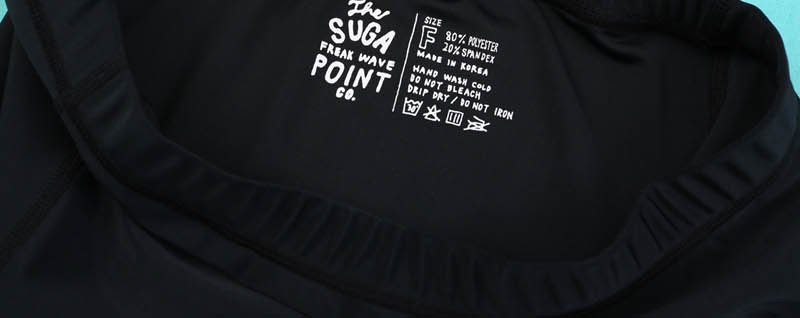 The
SUGA
FREAK WAVE
POINT
CO.
SIZE
F
80% POLYESTER
20% SPANDEX
MADE IN KOREA
HAND WASH COLD
DO NOT BLEACH
DRIP DRY / DO NOT IRON
30